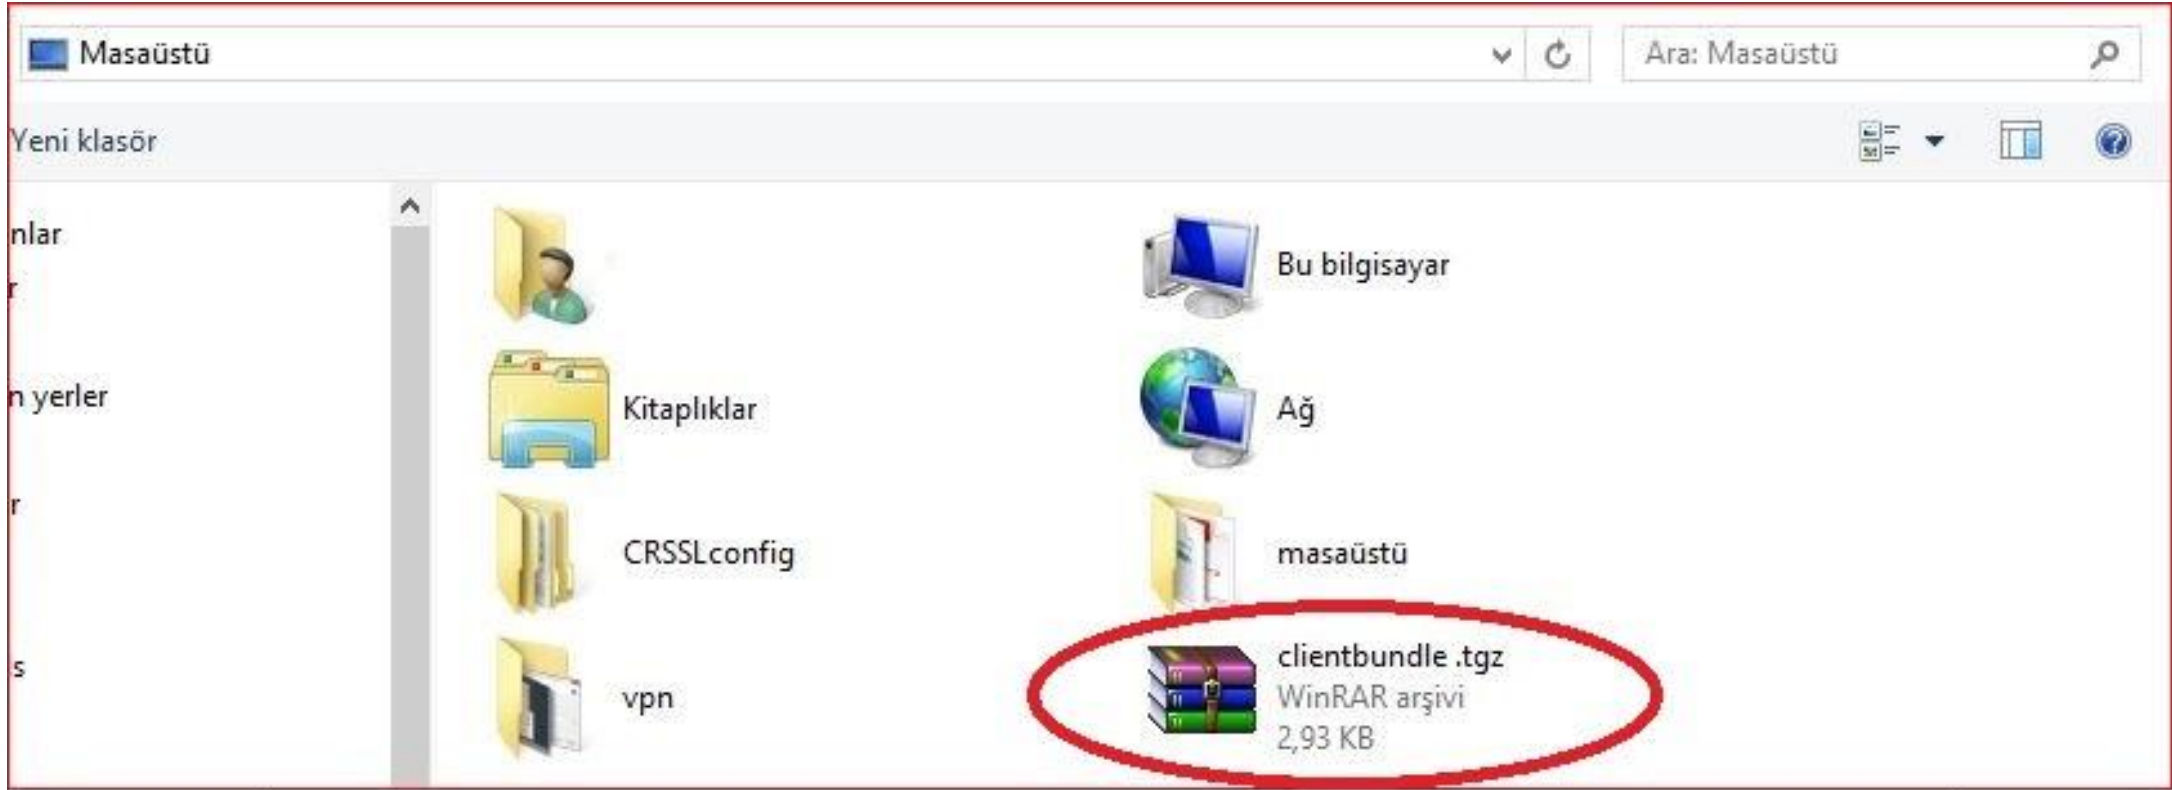 Masaüstü
Ara: Masaüstü
Yeni klasör
nlar
r
n yerler
r
s
Bu bilgisayar
Kitaplıklar
Ağ
CRSSLconfig
masaüstü
vpn
clientbundle .tgz
WinRAR arşivi
2,93 KB